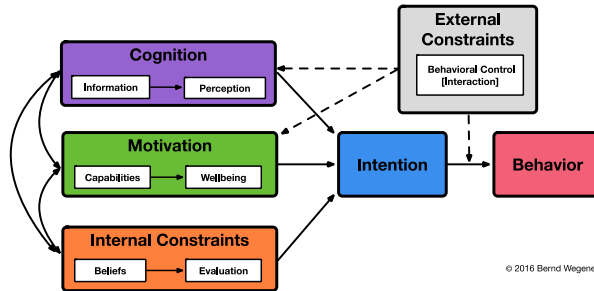 External
Constraints
Behavioral Control
[Interaction]
Cognition
Information
Perception
Motivation
Capabilities
Wellbeing
Intention
Behavior
Internal Constraints
Beliefs
Evaluation
© 2016 Bernd Wegene